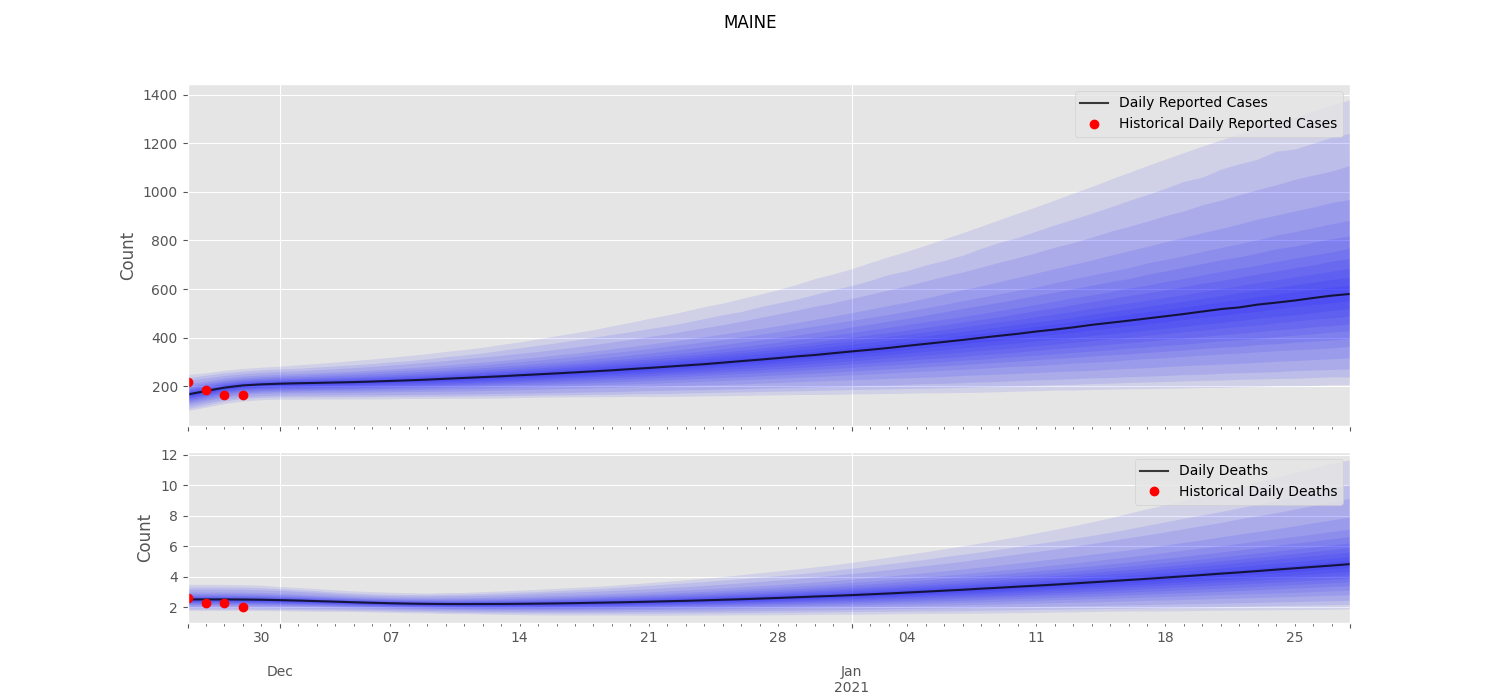 MAINE
1400
1200
1000
800
600
400
200
Count
Daily Reported Cases
Historical Daily Reported Cases
12
10
8
6
4
2
Count
Daily Deaths
Historical Daily Deaths
30 07 14 21 28 04 11 18 25
Dec Jan
2021